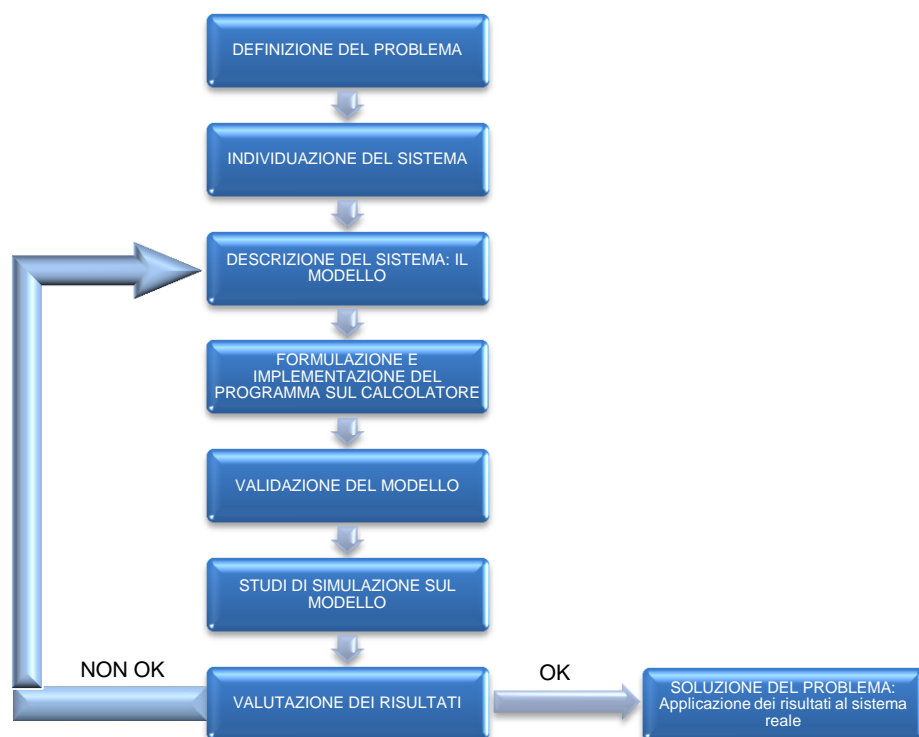 DEFINIZIONE DEL PROBLEMA
INDIVIDUAZIONE DEL SISTEMA
DESCRIZIONE DEL SISTEMA: IL
MODELLO
FORMULAZIONE E
IMPLEMENTAZIONE DEL
PROGRAMMA SUL CALCOLATORE
VALIDAZIONE DEL MODELLO
STUDI DI SIMULAZIONE SUL
MODELLO
NON OK
VALUTAZIONE DEI RISULTATI
OK
SOLUZIONE DEL PROBLEMA:
Applicazione dei risultati al sistema
reale